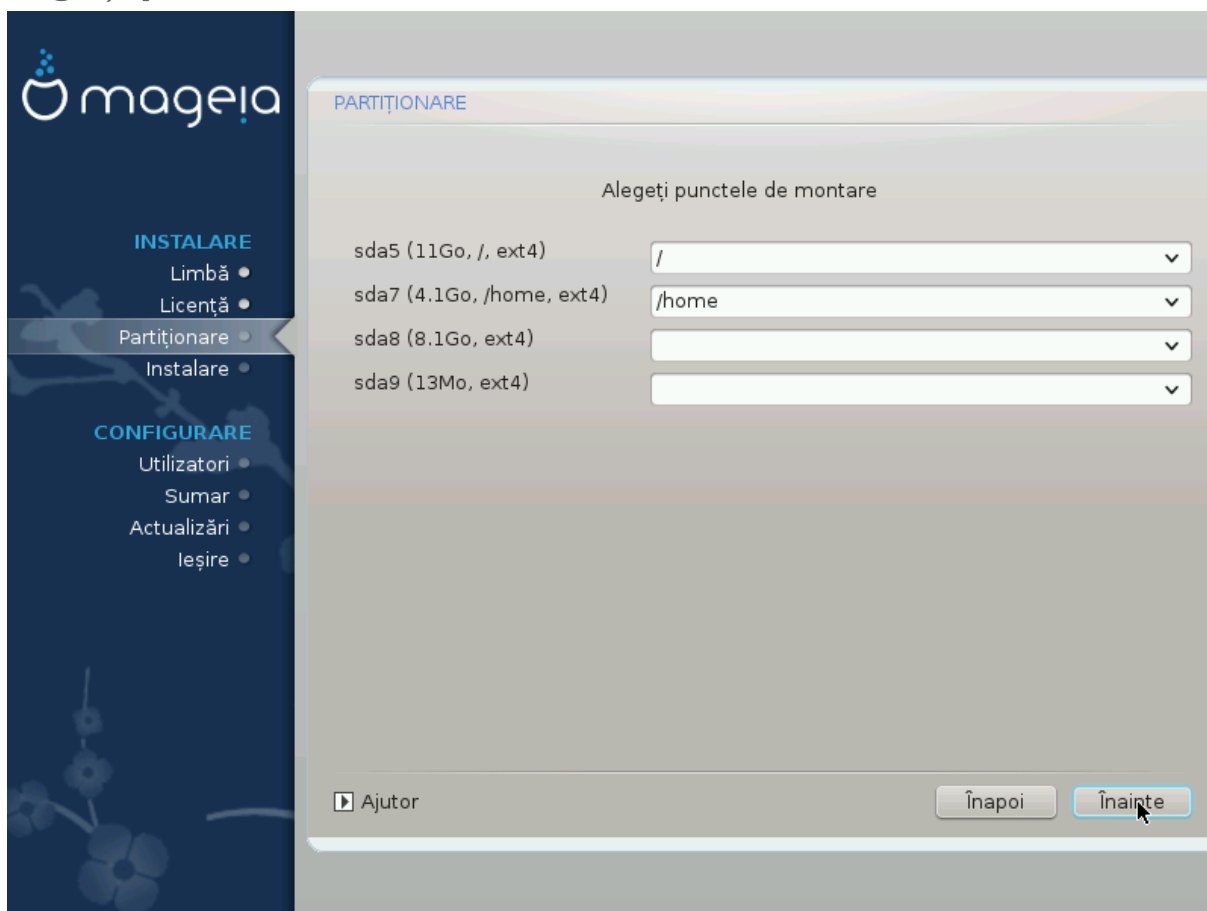 mageia
PARTIȚIONARE
Alegeți punctele de montare
INSTALARE
Limbă
Licență
Partiționare
Instalare
CONFIGURARE
Utilizatori
Sumar
Actualizări
Ieșire
sda5 (11Go, /, ext4)
/
sda7 (4.1Go, /home, ext4)
/home
sda8 (8.1Go, ext4)
sda9 (13Mo, ext4)
Ajutor
Înapoi
Înainte